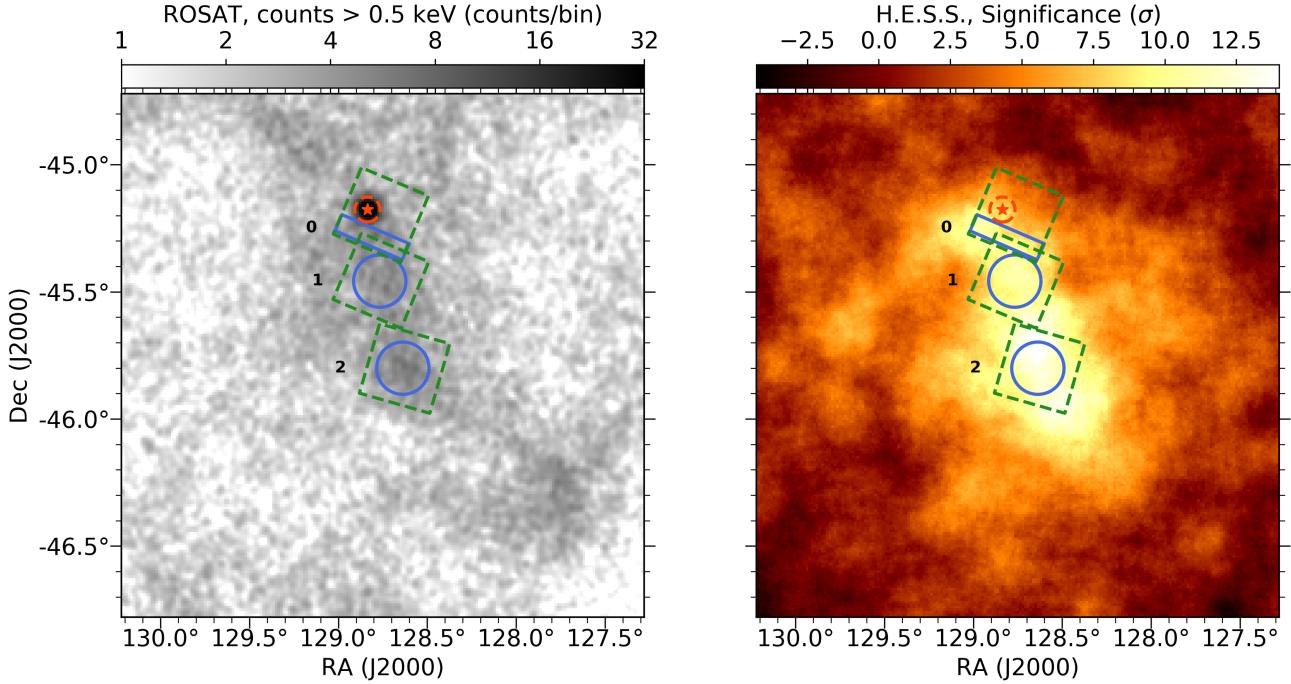 ROSAT, counts > 0.5 keV (counts/bin)
1 2 4 8 16 32
-45.0°
-45.5°
-46.0°
-46.5°
Dec (J2000)
0
1
2
130.0° 129.5° 129.0° 128.5° 128.0° 127.5°
RA (J2000)
H.E.S.S., Significance (σ)
−2.5 0.0 2.5 5.0 7.5 10.0 12.5
0
1
2
130.0° 129.5° 129.0° 128.5° 128.0° 127.5°
RA (J2000)